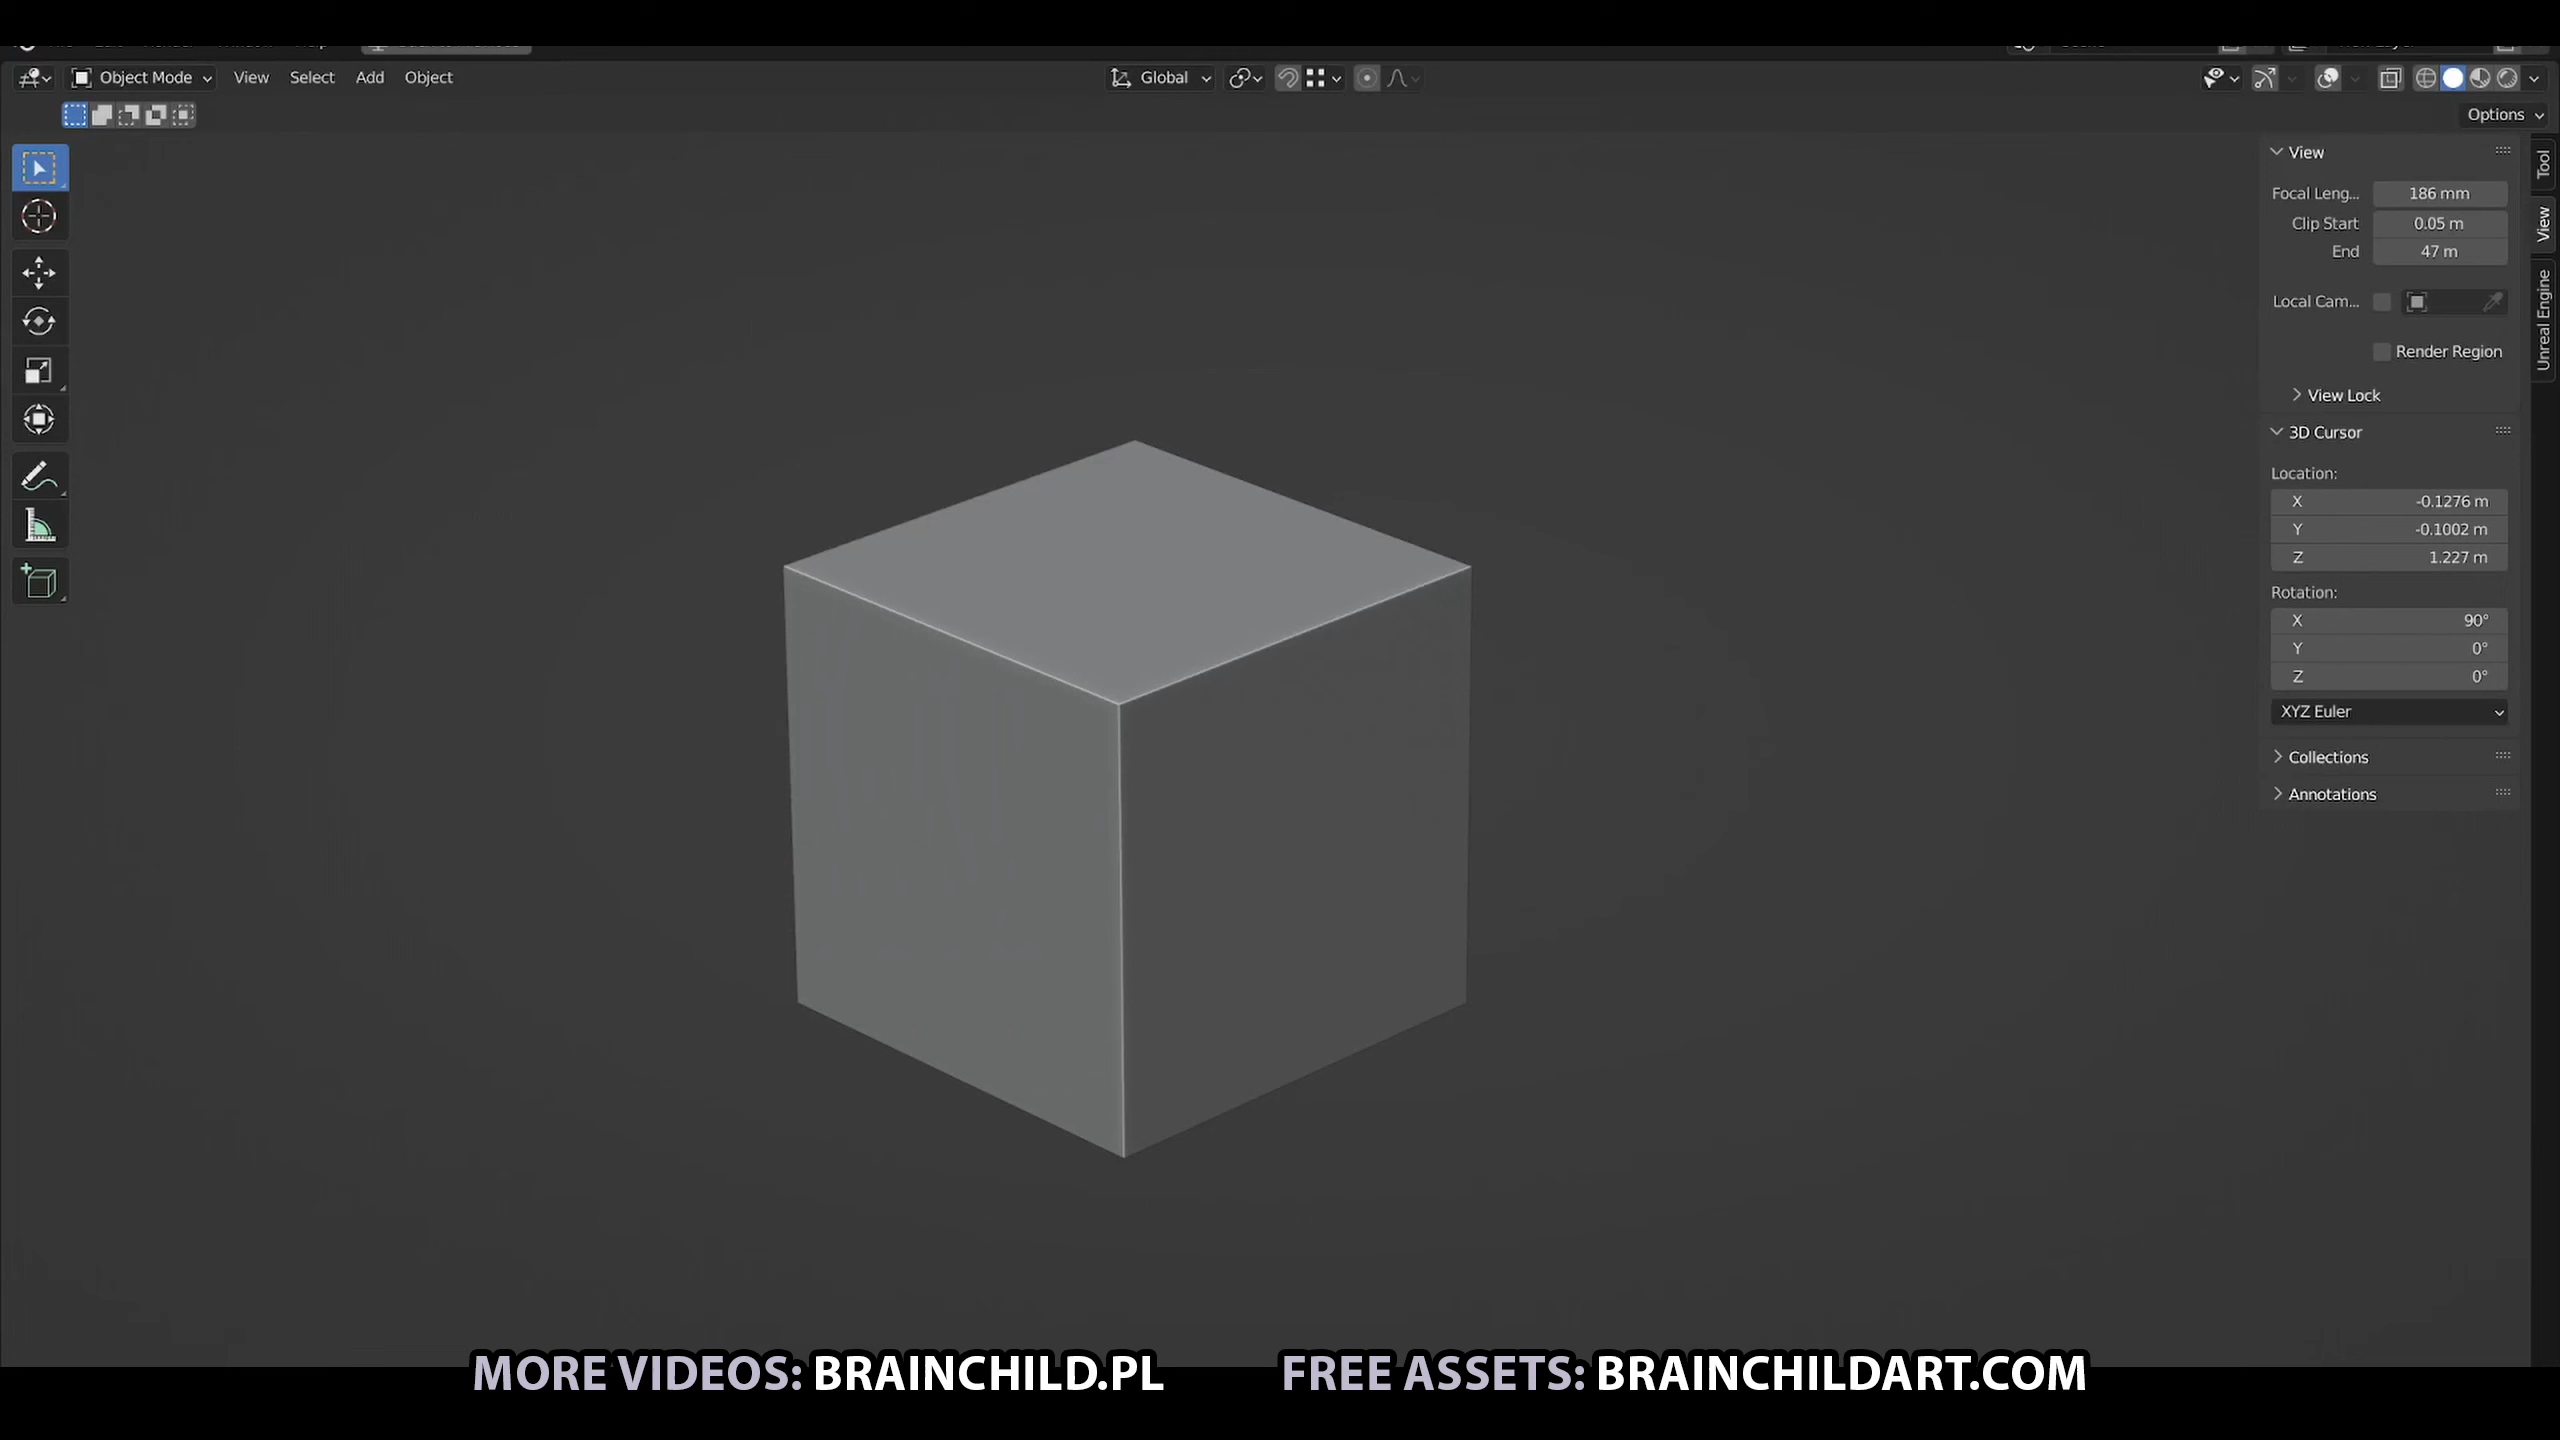 Object Mode View Select Add Object Global
Options
View
Focal Leng... 186 mm
Clip Start 0.05 m
End 47 m
Local Cam...
Render Region
View Lock
3D Cursor
Location:
X -0.1276 m
Y -0.1002 m
Z 1.227 m
Rotation:
X 90°
Y 0°
Z 0°
XYZ Euler
Collections
Annotations
Tool
View
Unreal Engine
MORE VIDEOS: BRAINCHILD.PL FREE ASSETS: BRAINCHILDART.COM